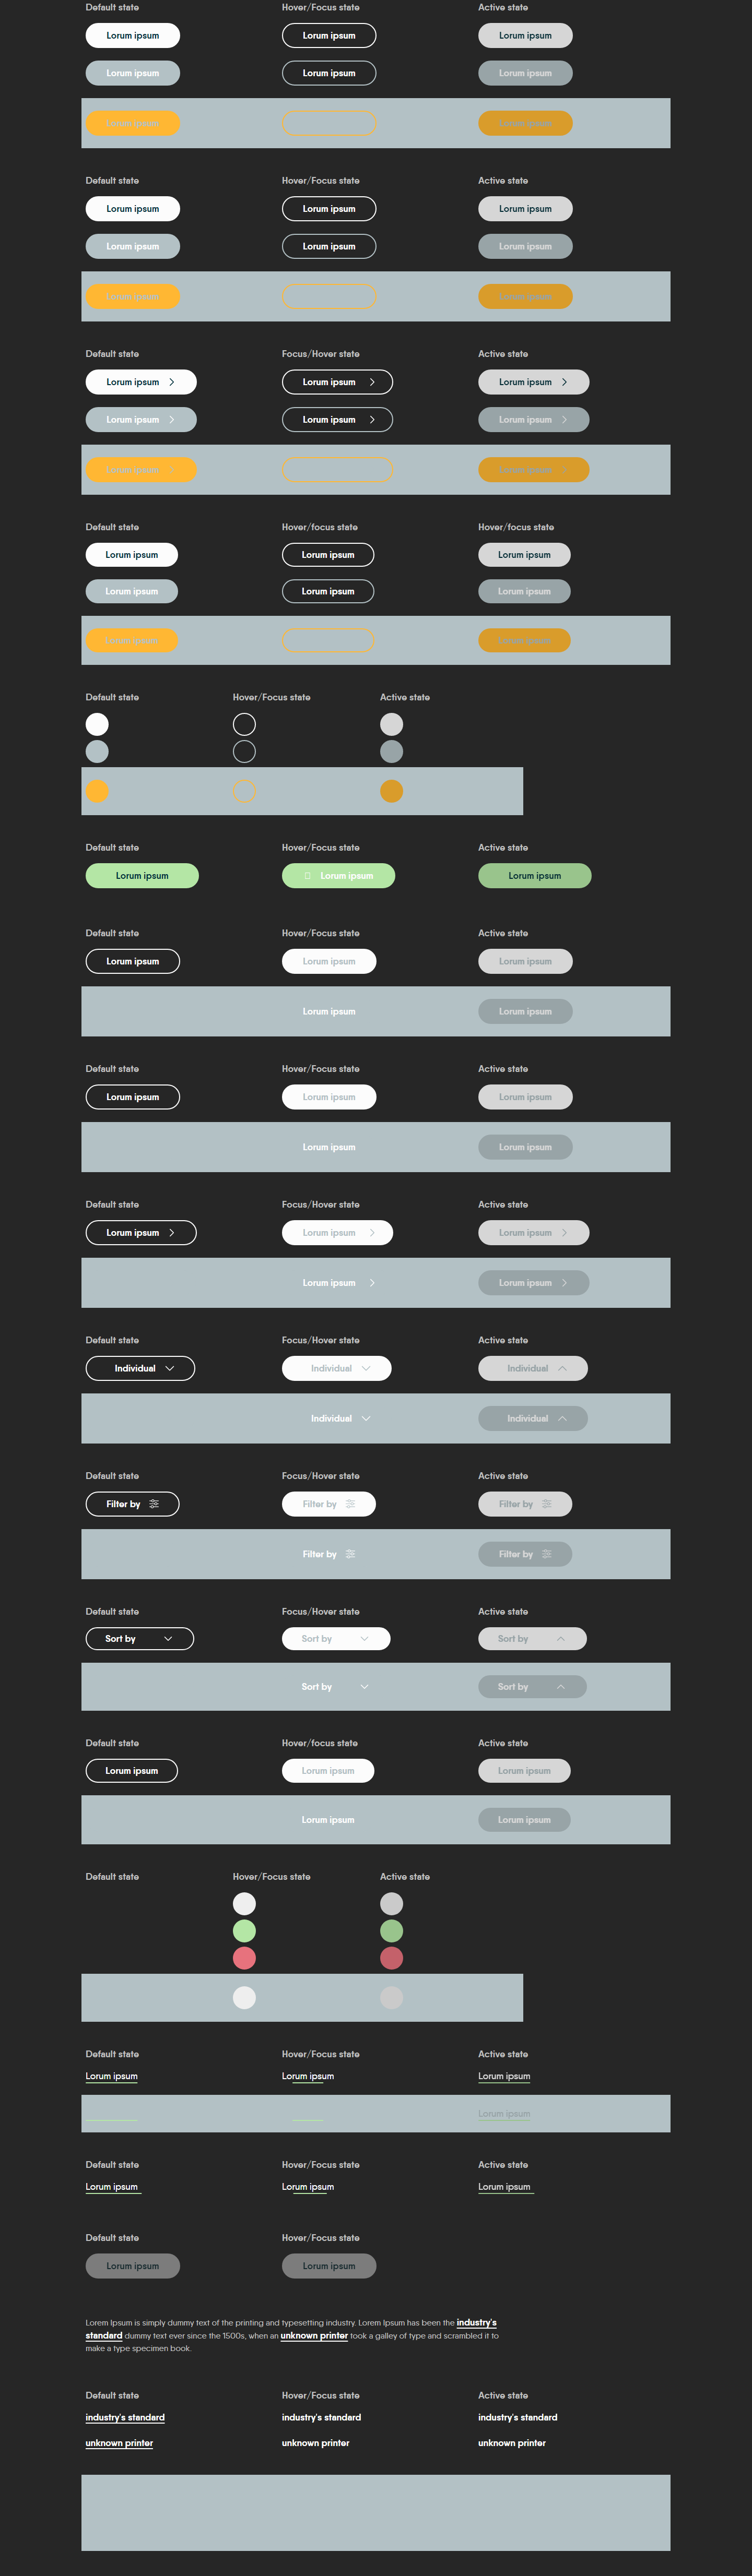 Default state Hover/Focus state Active state
Lorum ipsum Lorum ipsum Lorum ipsum
Lorum ipsum Lorum ipsum Lorum ipsum
Lorum ipsum Lorum ipsum
Default state Hover/Focus state Active state
Lorum ipsum Lorum ipsum Lorum ipsum
Lorum ipsum Lorum ipsum Lorum ipsum
Lorum ipsum Lorum ipsum
Default state Focus/Hover state Active state
Lorum ipsum Lorum ipsum Lorum ipsum
Lorum ipsum Lorum ipsum Lorum ipsum
Lorum ipsum Lorum ipsum
Default state Hover/focus state Hover/focus state
Lorum ipsum Lorum ipsum Lorum ipsum
Lorum ipsum Lorum ipsum Lorum ipsum
Lorum ipsum Lorum ipsum
Default state Hover/Focus state Active state
Default state Hover/Focus state Active state
Lorum ipsum Lorum ipsum Lorum ipsum
Default state Hover/Focus state Active state
Lorum ipsum Lorum ipsum Lorum ipsum
Lorum ipsum Lorum ipsum
Default state Hover/Focus state Active state
Lorum ipsum Lorum ipsum Lorum ipsum
Lorum ipsum Lorum ipsum
Default state Focus/Hover state Active state
Lorum ipsum Lorum ipsum Lorum ipsum
Lorum ipsum Lorum ipsum
Default state Focus/Hover state Active state
Individual Individual Individual
Individual Individual
Default state Focus/Hover state Active state
Filter by Filter by Filter by
Filter by Filter by
Default state Focus/Hover state Active state
Sort by Sort by Sort by
Sort by Sort by
Default state Hover/focus state Active state
Lorum ipsum Lorum ipsum Lorum ipsum
Lorum ipsum Lorum ipsum
Default state Hover/Focus state Active state
Default state Hover/Focus state Active state
Lorum ipsum Lorum ipsum Lorum ipsum
Lorum ipsum
Default state Hover/Focus state Active state
Lorum ipsum Lorum ipsum Lorum ipsum
Default state Hover/Focus state
Lorum ipsum Lorum ipsum
Lorem Ipsum is simply dummy text of the printing and typesetting industry. Lorem Ipsum has been the industry's
standard dummy text ever since the 1500s, when an unknown printer took a galley of type and scrambled it to
make a type specimen book.
Default state Hover/Focus state Active state
industry's standard industry's standard industry's standard
unknown printer unknown printer unknown printer